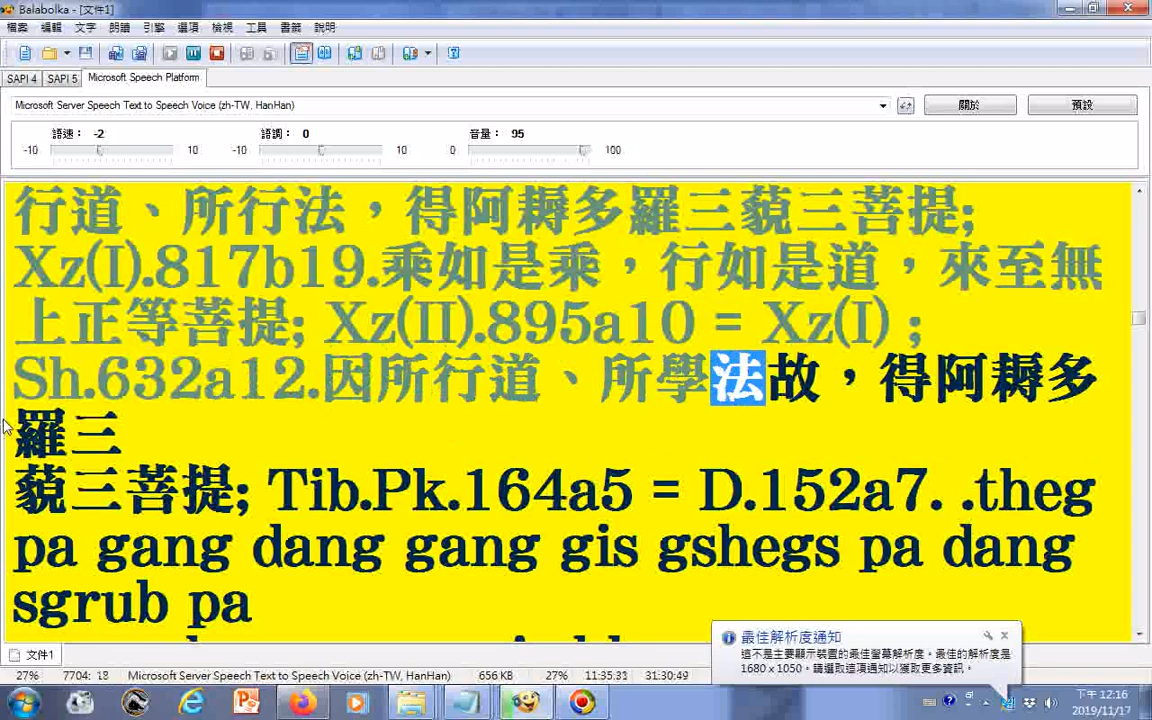 Balabolka - [文件1]
檔案 編輯 文字 朗讀 引擎 選項 檢視 工具 書籤 說明
SAPI 4 SAPI 5 Microsoft Speech Platform
Microsoft Server Speech Text to Speech Voice (zh-TW, HanHan)
關於 預設
語速： -2 語調： 0 音量： 95
-10 10 -10 10 0 100
行道、所行法，得阿耨多羅三藐三菩提;
Xz(I).817b19.乘如是乘，行如是道，來至無
上正等菩提; Xz(II).895a10 = Xz(I) ;
Sh.632a12.因所行道、所學法故，得阿耨多
羅三
藐三菩提; Tib.Pk.164a5 = D.152a7. .theg
pa gang dang gang gis gshegs pa dang
sgrub pa
最佳解析度通知
這不是主要顯示裝置的最佳螢幕解析度。最佳的解析度是
1680 x 1050。請選取這項通知以獲取更多資訊。
文件1
27% 7704: 18 Microsoft Server Speech Text to Speech Voice (zh-TW, HanHan) 656 KB 27% 11:35:31 31:30:49
下午 12:16
2019/11/17